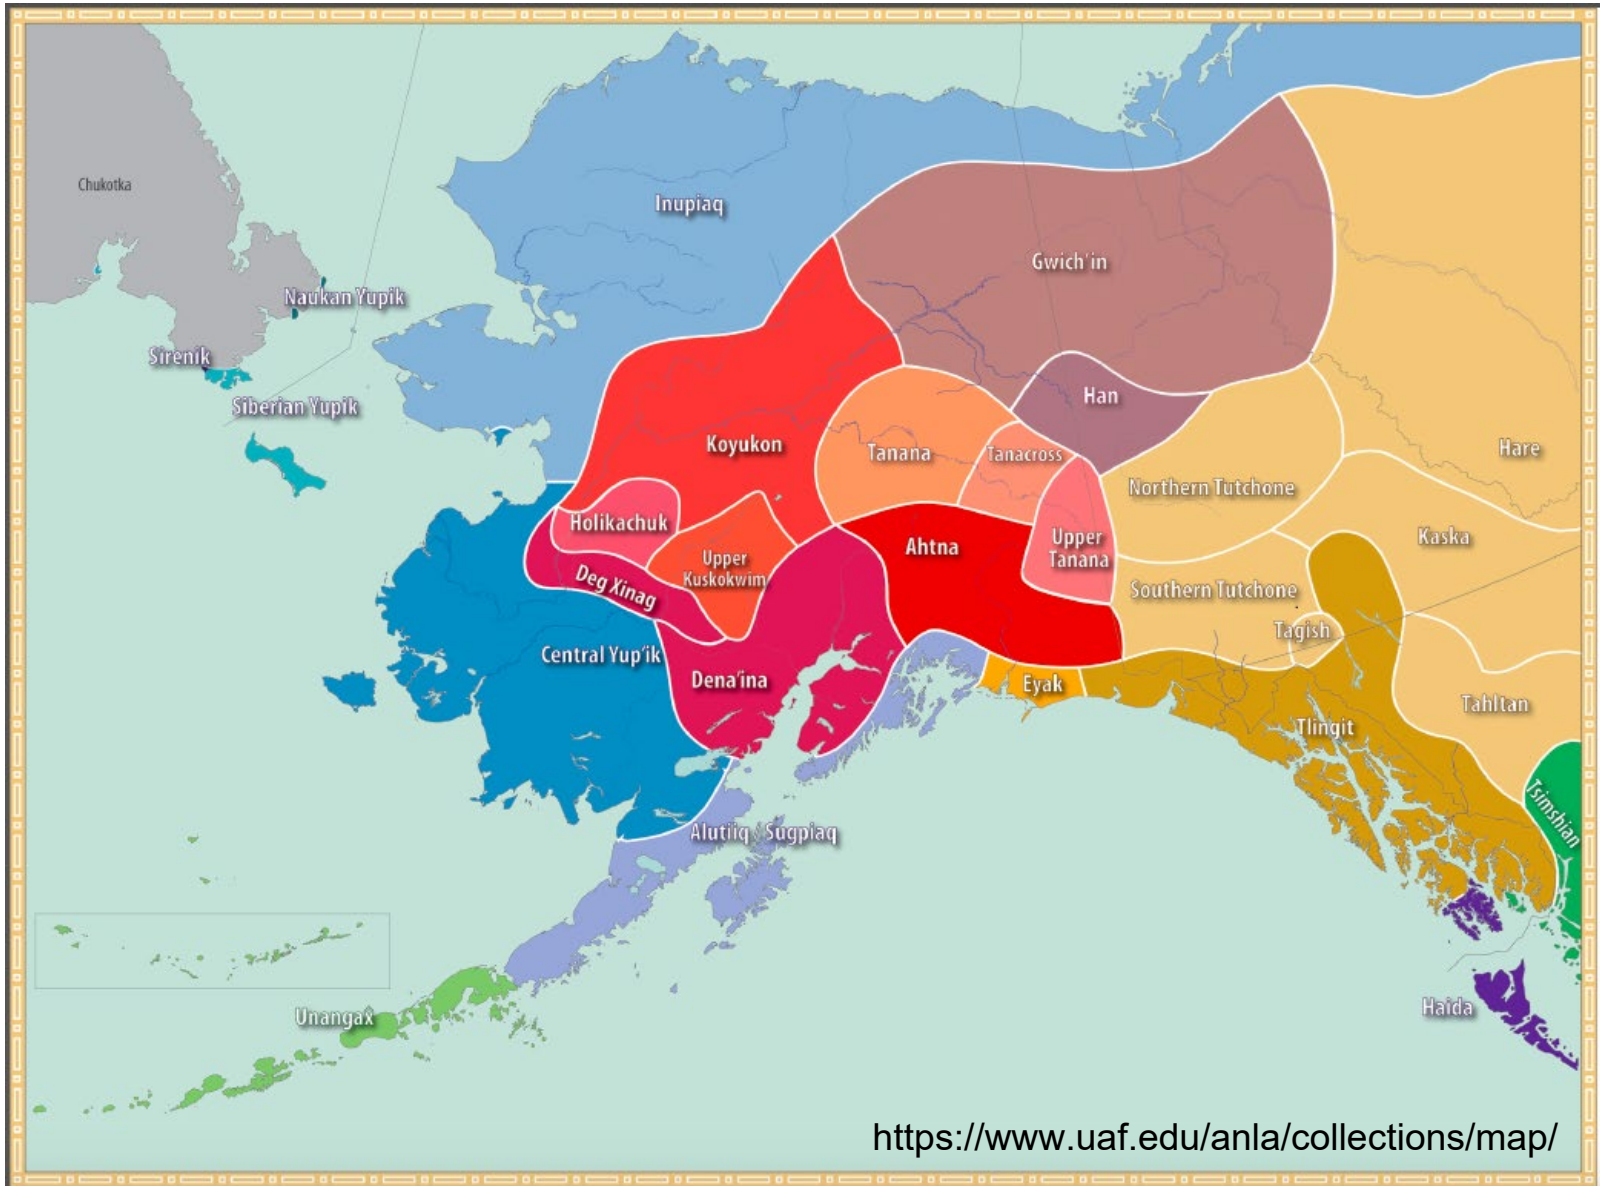 Chukotka
Inupiaq
Gwich'in
Naukan Yupik
Sirenik
Siberian Yupik
Han
Koyukon
Tanana
Tanacross
Hare
Northern Tutchone
Holikachuk
Upper
Kuskokwim
Ahtna
Upper
Tanana
Kaska
Deg Xinag
Southern Tutchone
Tagish
Central Yup'ik
Dena'ina
Eyak
Tahltan
Tlingit
Tsimshian
Alutiiq / Sugpiaq
Unangax̂
Haida
https://www.uaf.edu/anla/collections/map/